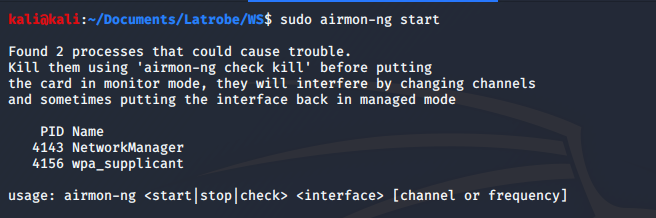 kali@kali:~/Documents/Latrobe/WS$ sudo airmon-ng start
Found 2 processes that could cause trouble.
Kill them using 'airmon-ng check kill' before putting
the card in monitor mode, they will interfere by changing channels
and sometimes putting the interface back in managed mode
PID Name
4143 NetworkManager
4156 wpa_supplicant
usage: airmon-ng <start|stop|check> <interface> [channel or frequency]